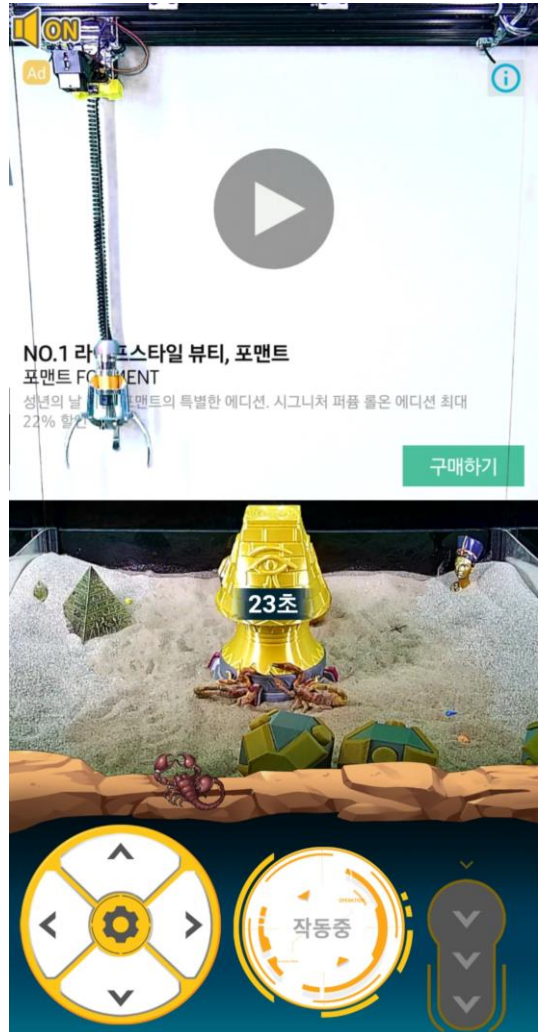 ON
Ad
NO.1 라 프스타일 뷰티, 포맨트
포맨트 FO MENT
성년의 날 포맨트의 특별한 에디션. 시그니처 퍼퓸 롤온 에디션 최대
22% 할인
구매하기
23초
작동중